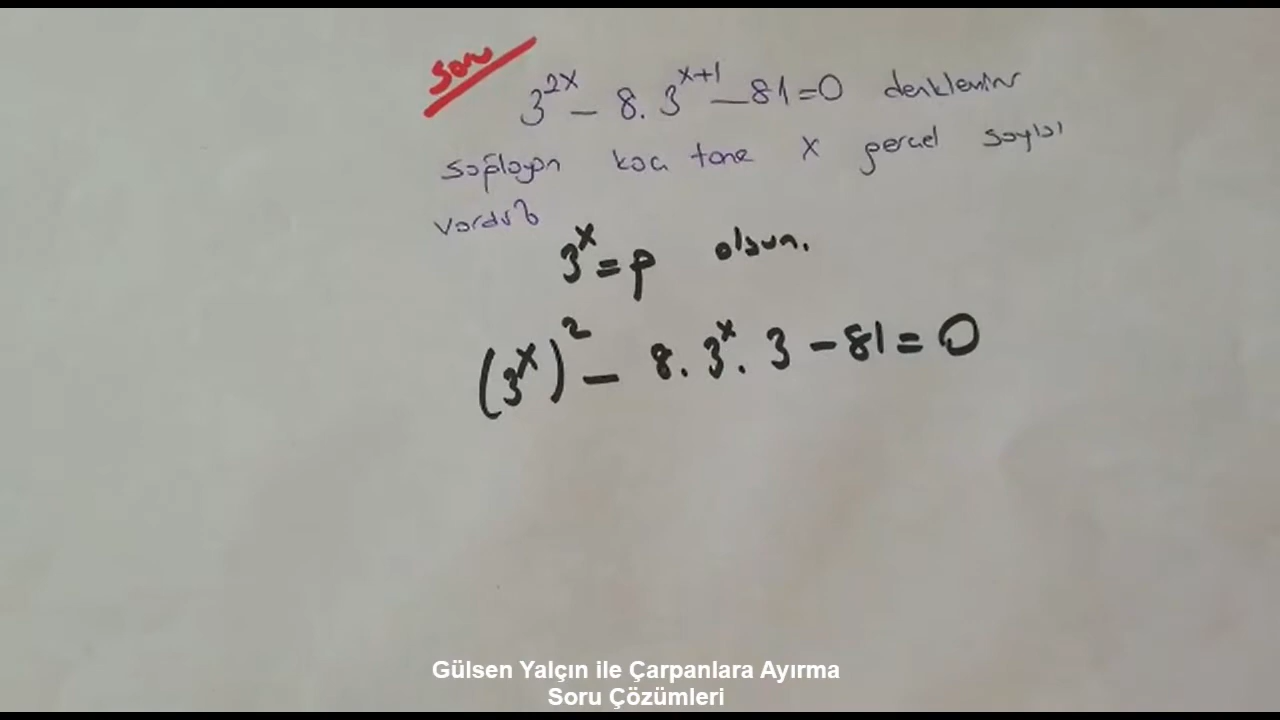 Soru
3^{2x} - 8. 3^{x+1} - 81 = 0 denklemini
sağlayan kaç tane x gerçel sayısı
vardır?
3^x = p olsun.
(3^x)^2 - 8. 3^x. 3 - 81 = 0
Gülsen Yalçın ile Çarpanlara Ayırma
Soru Çözümleri